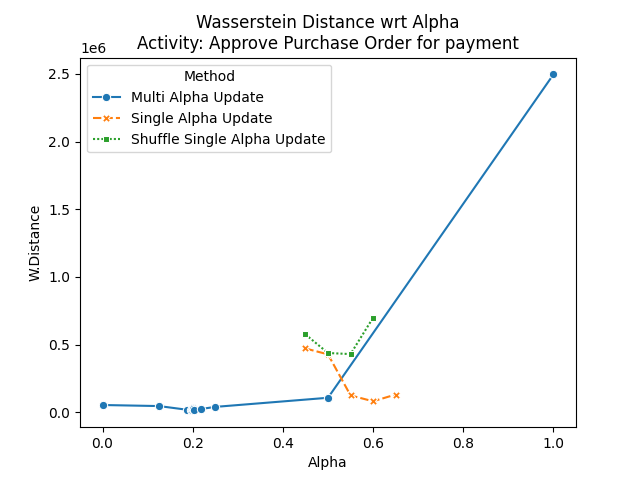 Wasserstein Distance wrt Alpha
Activity: Approve Purchase Order for payment
1e6
Method
Multi Alpha Update
Single Alpha Update
Shuffle Single Alpha Update
W.Distance
2.5
2.0
1.5
1.0
0.5
0.0
0.0 0.2 0.4 0.6 0.8 1.0
Alpha